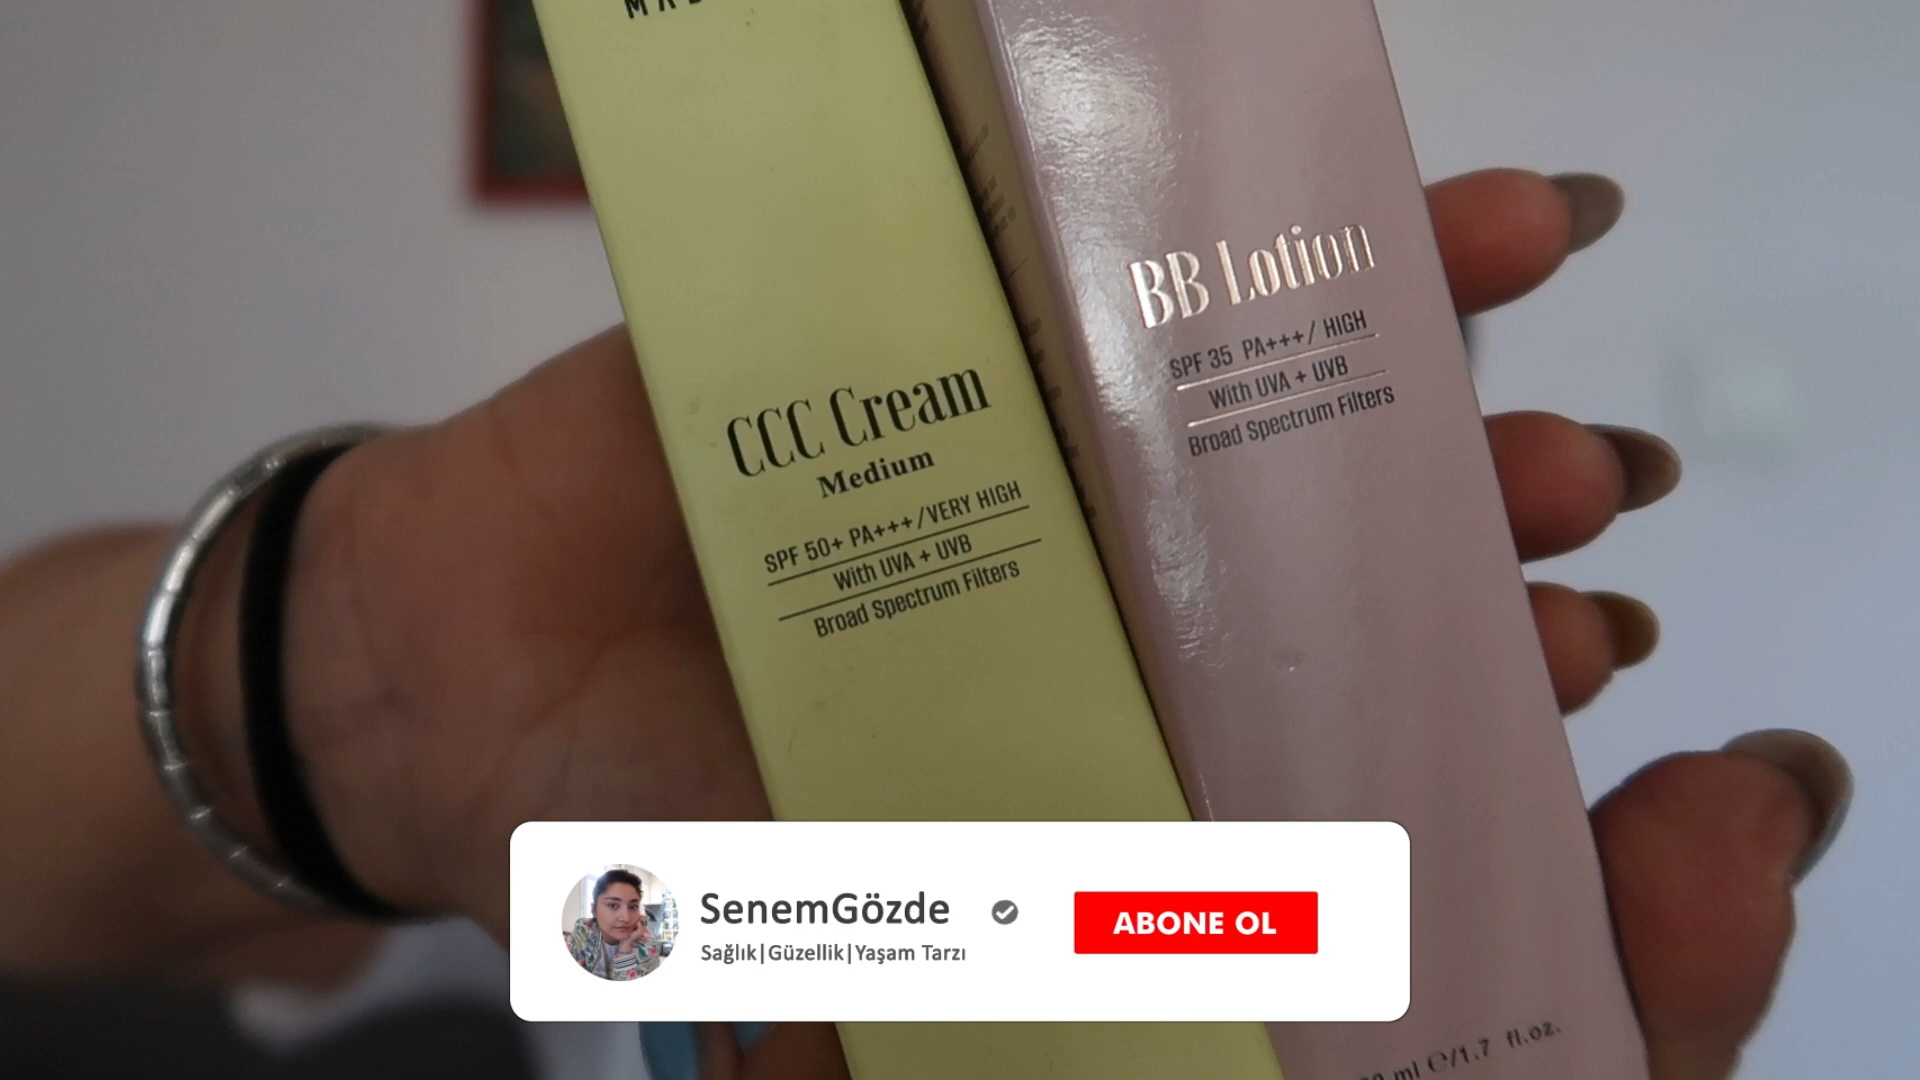 CCC Cream
Medium
SPF 50+ PA+++/VERY HIGH
With UVA + UVB
Broad Spectrum Filters
BB Lotion
SPF 35 PA+++/ HIGH
With UVA + UVB
Broad Spectrum Filters
ml ℮/1.7 fl.oz.
SenemGözde
Sağlık|Güzellik|Yaşam Tarzı
ABONE OL